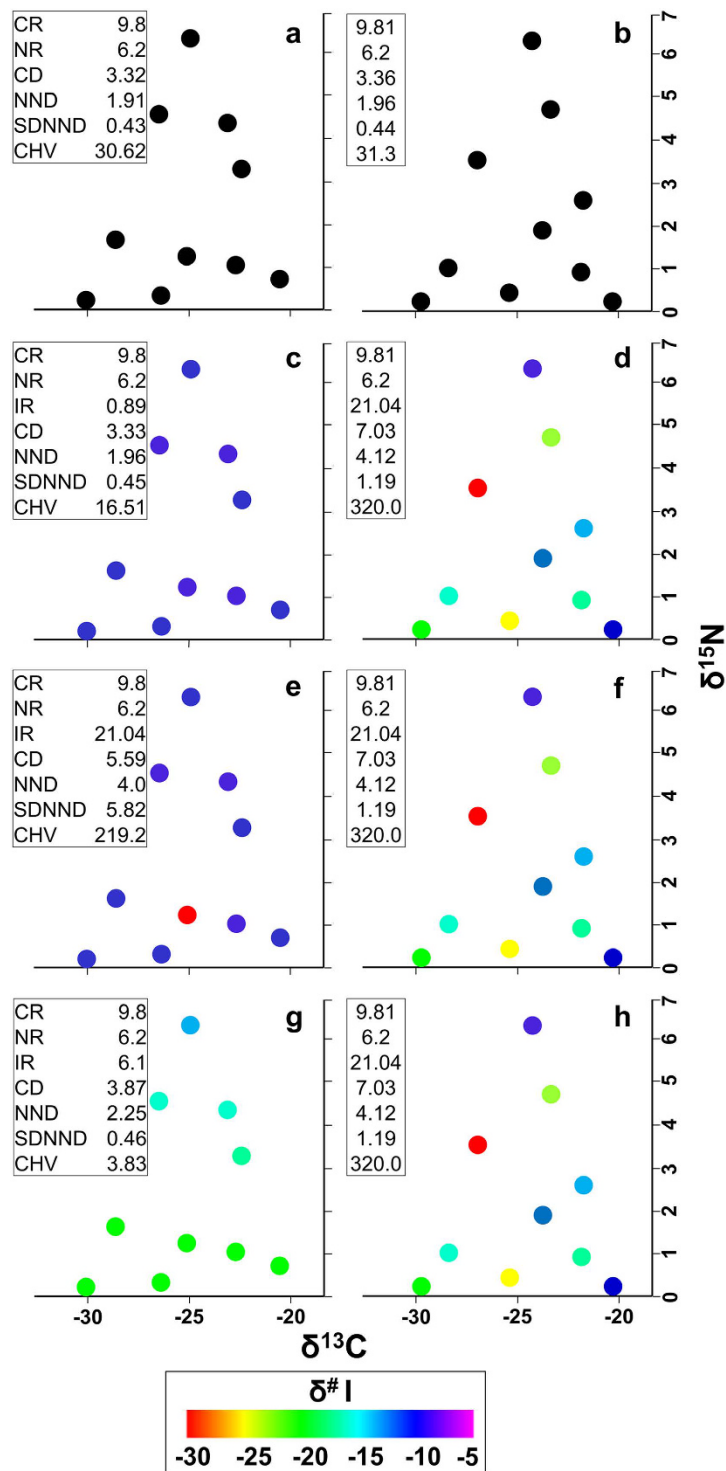 CR 9.8
NR 6.2
CD 3.32
NND 1.91
SDNND 0.43
CHV 30.62
a
9.81
6.2
3.36
1.96
0.44
31.3
b
7
6
5
4
3
2
1
0
CR 9.8
NR 6.2
IR 0.89
CD 3.33
NND 1.96
SDNND 0.45
CHV 16.51
c
9.81
6.2
21.04
7.03
4.12
1.19
320.0
d
7
6
5
4
3
2
1
0
δ15N
CR 9.8
NR 6.2
IR 21.04
CD 5.59
NND 4.0
SDNND 5.82
CHV 219.2
e
9.81
6.2
21.04
7.03
4.12
1.19
320.0
f
7
6
5
4
3
2
1
0
CR 9.8
NR 6.2
IR 6.1
CD 3.87
NND 2.25
SDNND 0.46
CHV 3.83
g
9.81
6.2
21.04
7.03
4.12
1.19
320.0
h
7
6
5
4
3
2
1
0
-30 -25 -20 -30 -25 -20
δ13C
δ# I
-30 -25 -20 -15 -10 -5